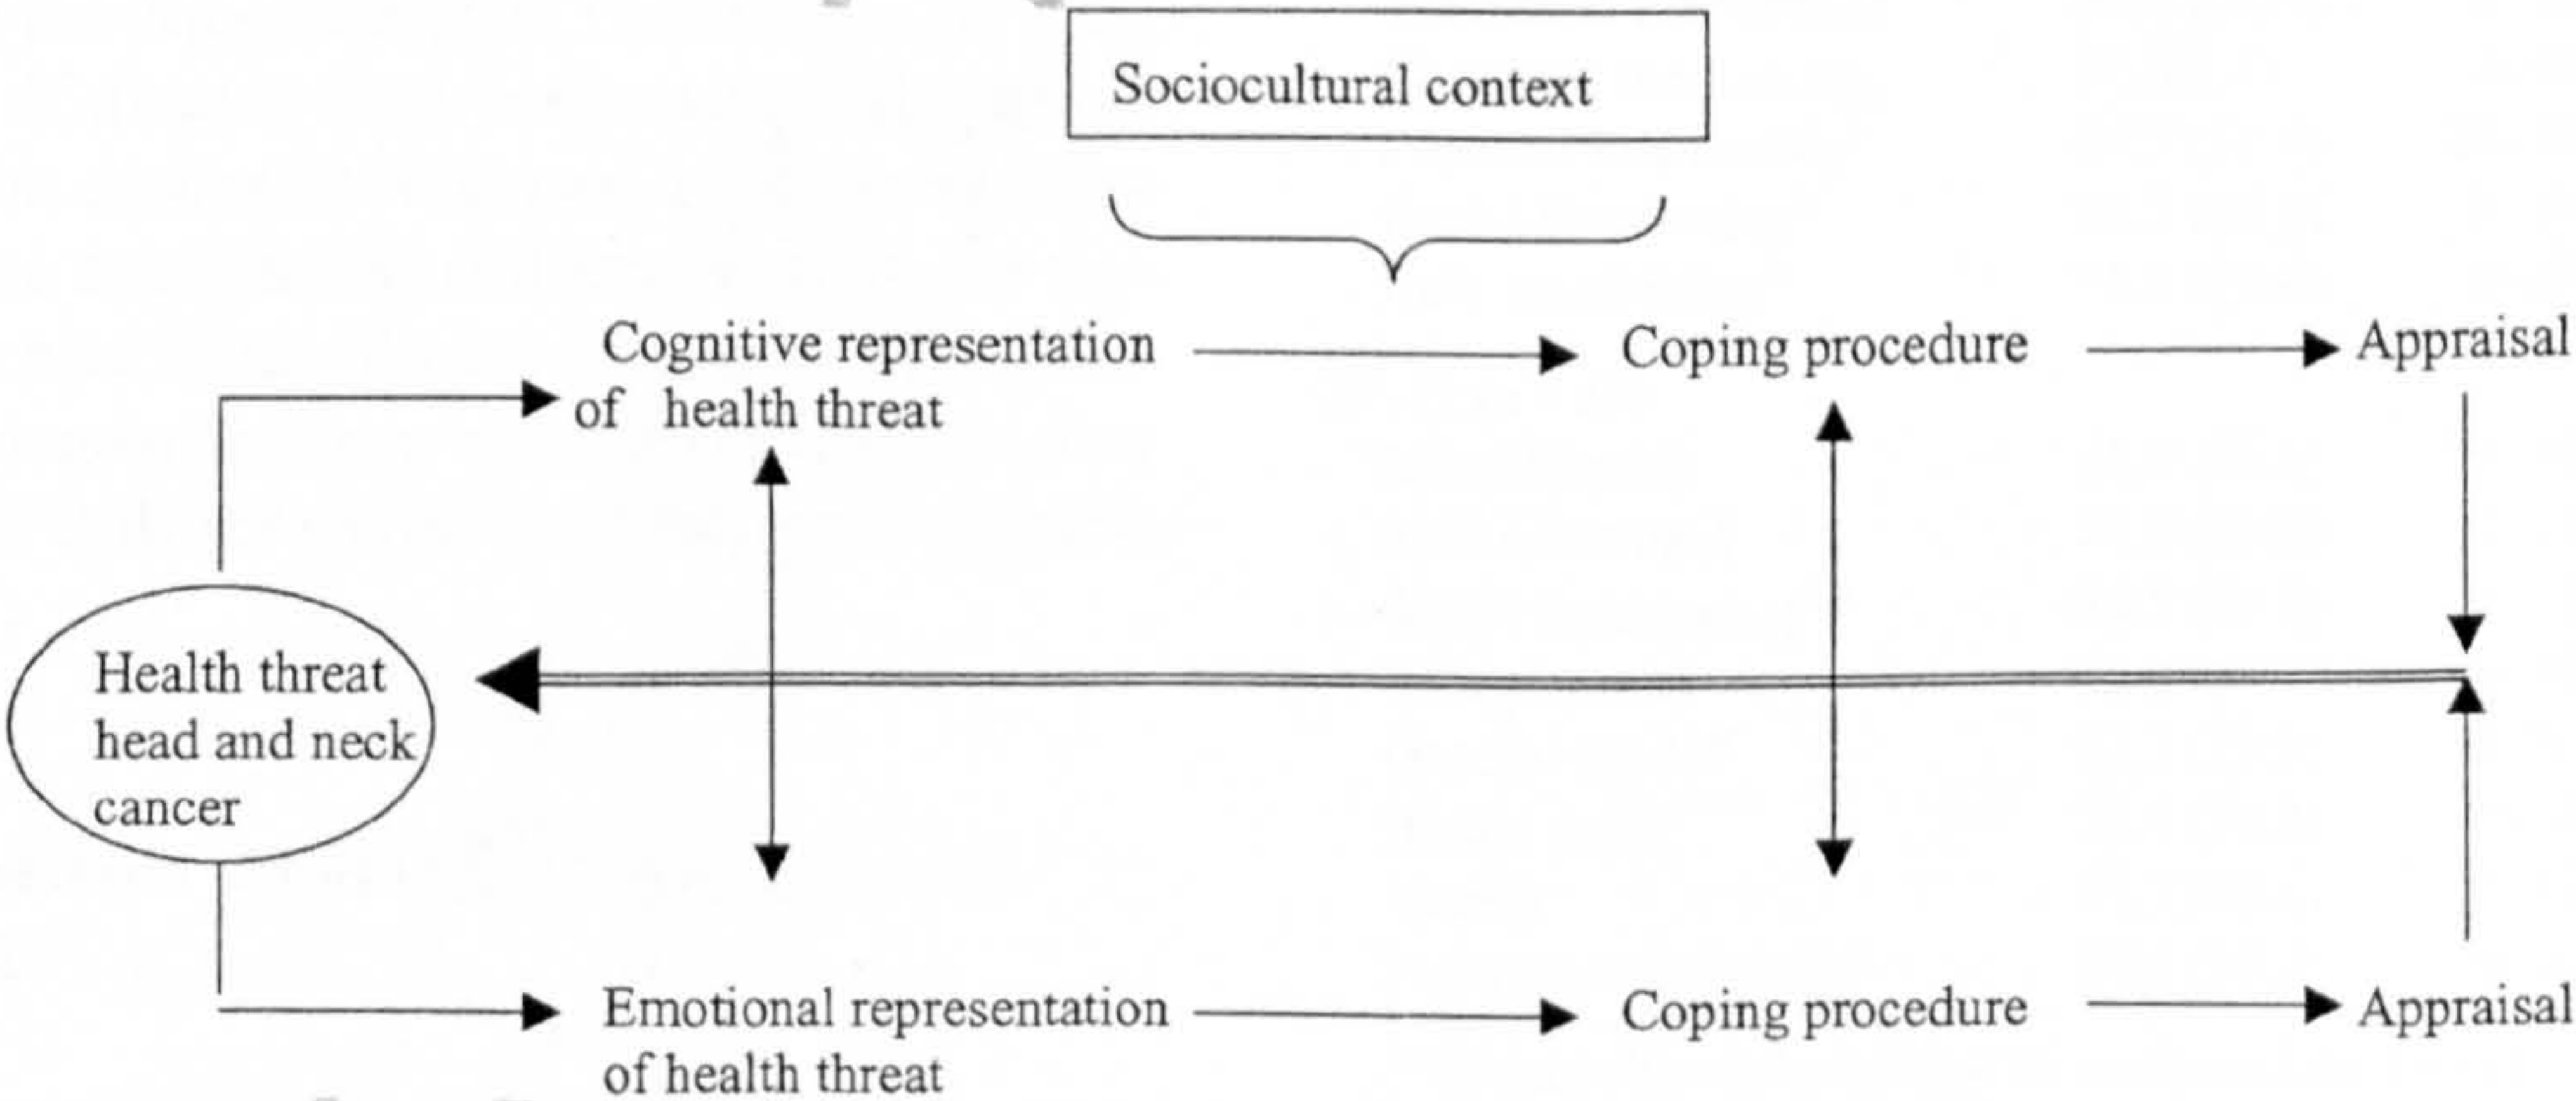 Sociocultural context
Cognitive representation
of health threat
Coping procedure
Appraisal
Health threat
head and neck
cancer
Emotional representation
of health threat
Coping procedure
Appraisal